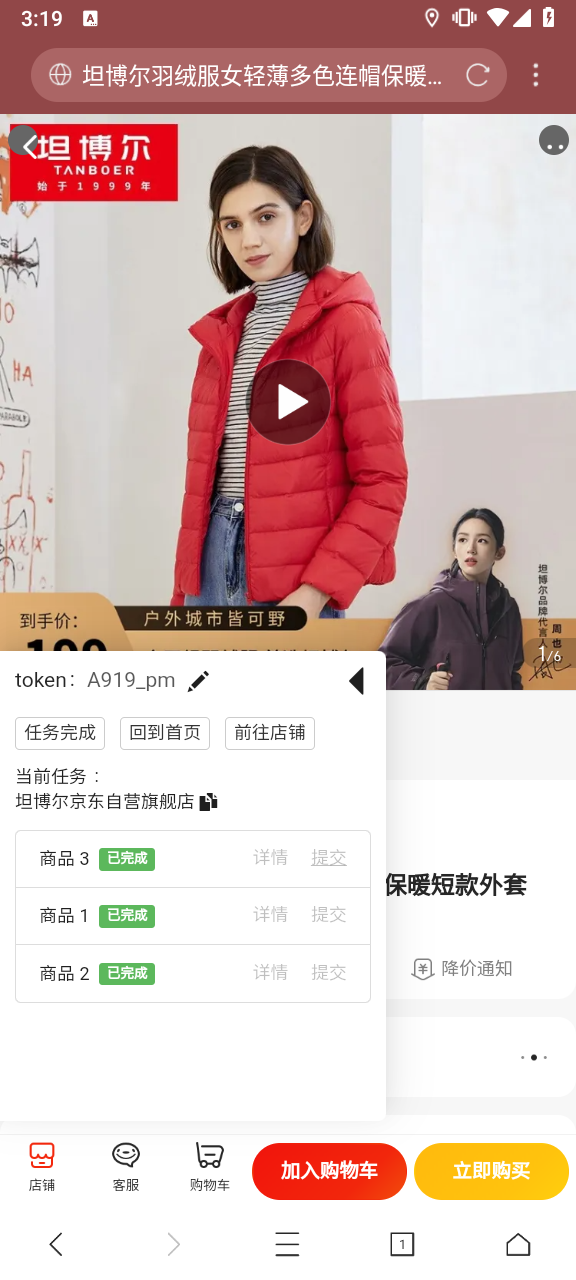 3:19
A
坦博尔羽绒服女轻薄多色连帽保暖...
坦博尔
TANBOER
始于1999年
HA
坦博尔品牌代言人
周也
到手价:
户外城市皆可野
199
1/6
token: A919_pm
任务完成 回到首页 前往店铺
当前任务：
坦博尔京东自营旗舰店
商品 3 已完成 详情 提交
保暖短款外套
商品 1 已完成 详情 提交
降价通知
商品 2 已完成 详情 提交
店铺 客服 购物车 加入购物车 立即购买
1